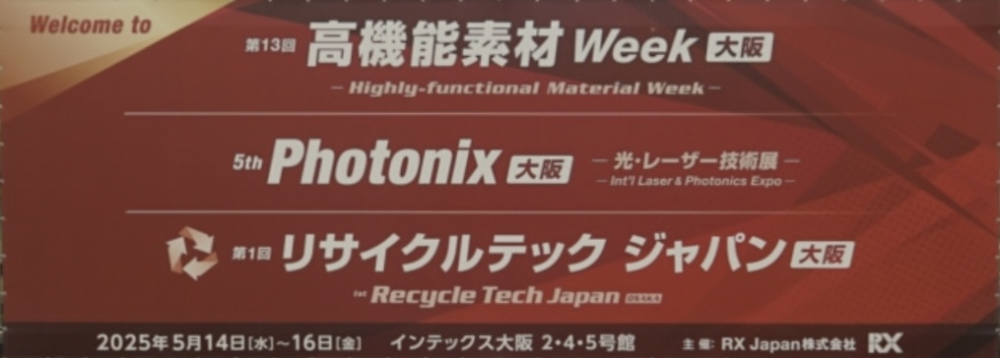 Welcome to
第13回 高機能素材 Week 大阪
− Highly-functional Material Week −
5th Photonix 大阪 − 光・レーザー技術展 −
− Int'l Laser & Photonics Expo −
第1回 リサイクルテック ジャパン 大阪
1st Recycle Tech Japan OSAKA
2025年5月14日[水]~16日[金] インテックス大阪 2・4・5号館 主催: RX Japan株式会社 RX